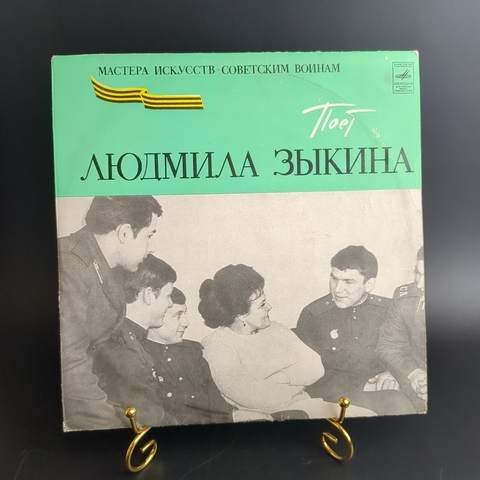 МАСТЕРА ИСКУССТВ-СОВЕТСКИМ ВОИНАМ
Поет
ЛЮДМИЛА ЗЫКИНА